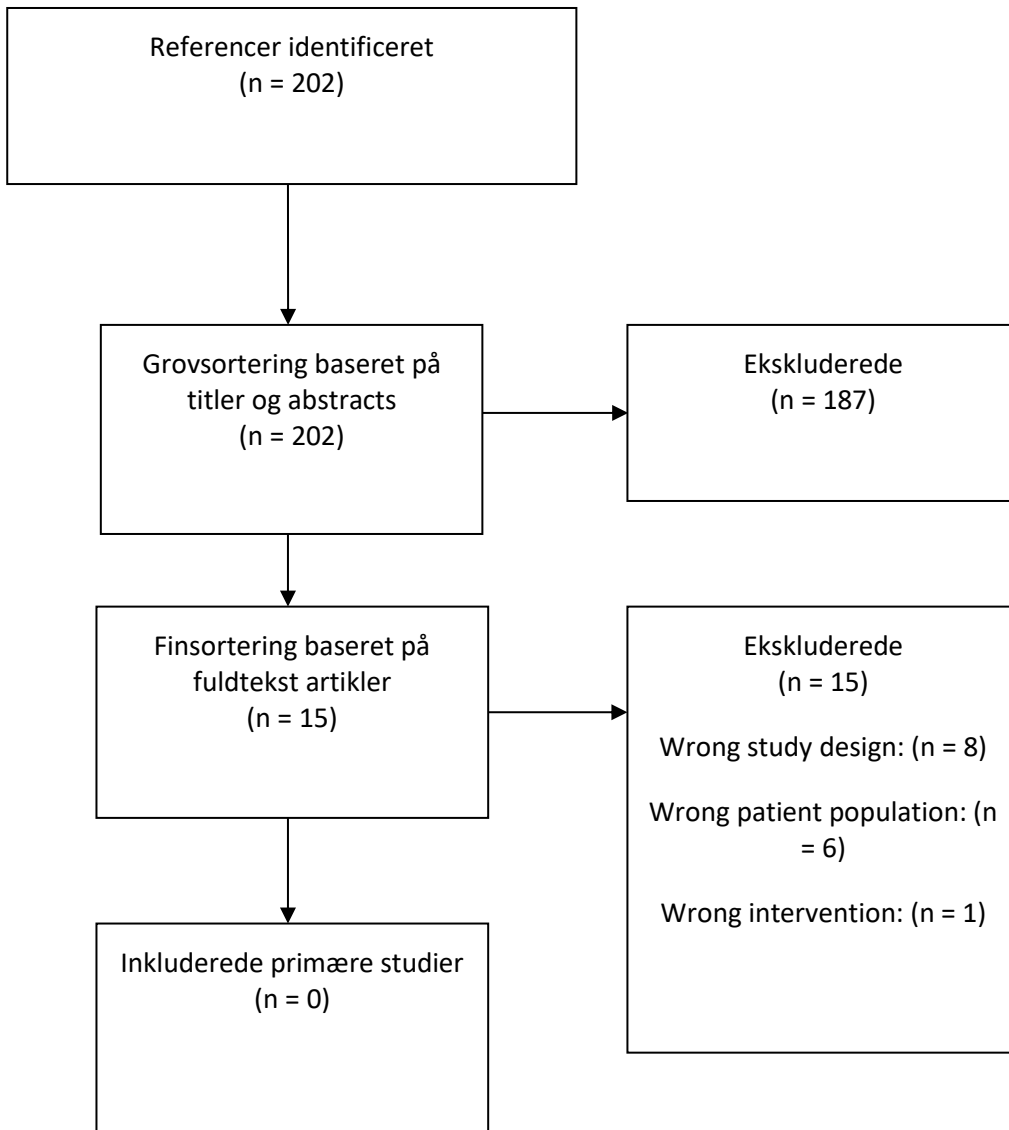 Referencer identificeret
(n = 202)
Grovsortering baseret på
titler og abstracts
(n = 202)
Ekskluderede
(n = 187)
Finsortering baseret på
fuldtekst artikler
(n = 15)
Ekskluderede
(n = 15)
Wrong study design: (n = 8)
Wrong patient population: (n
= 6)
Wrong intervention: (n = 1)
Inkluderede primære studier
(n = 0)